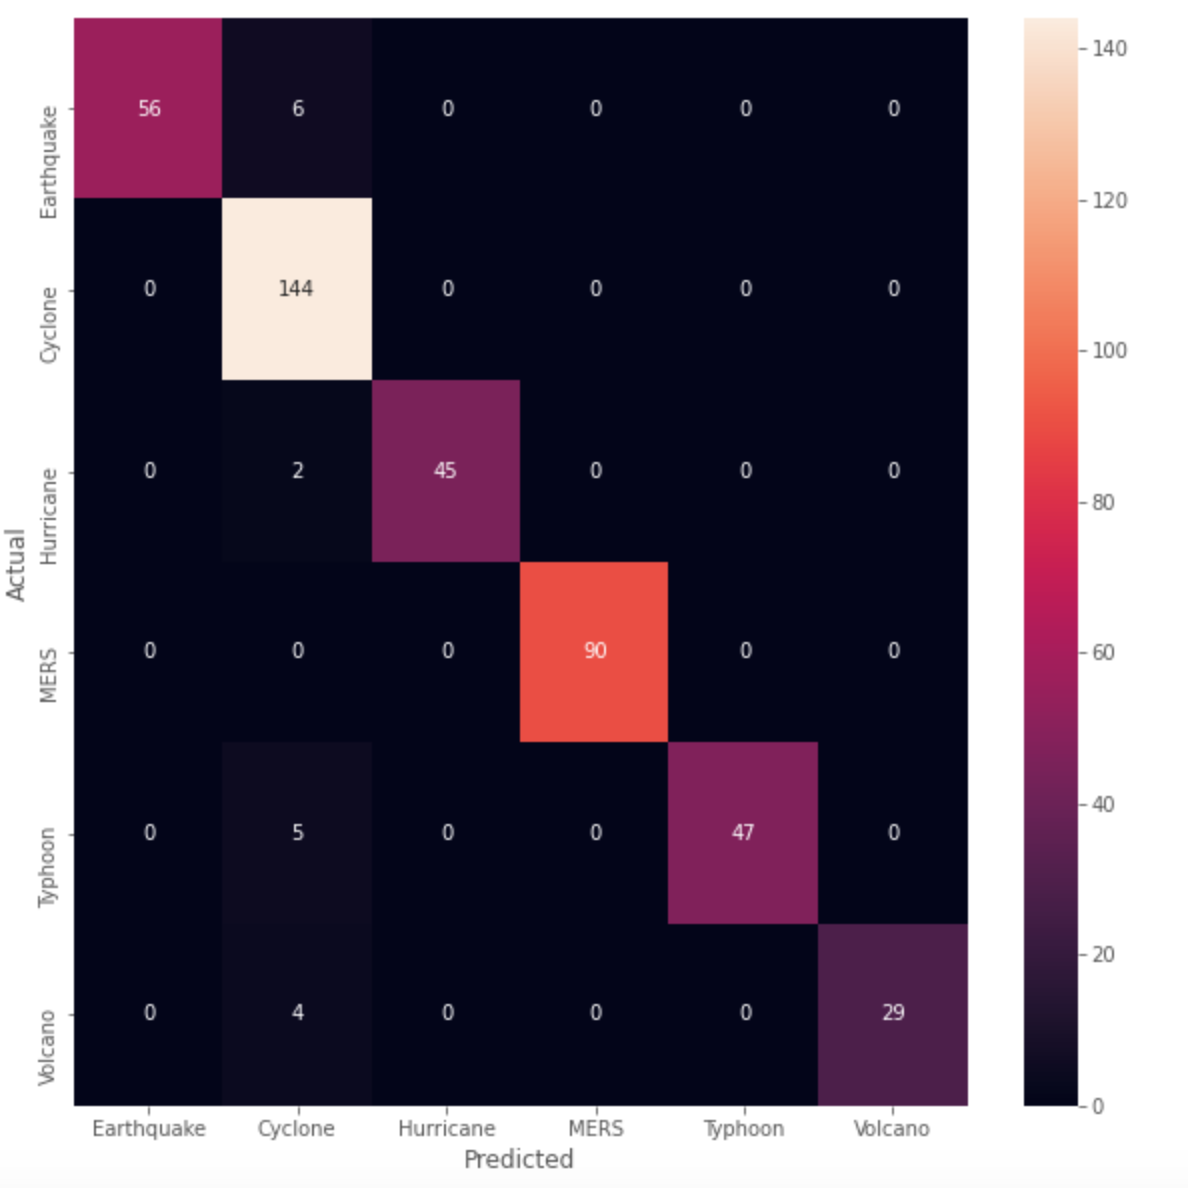 140
56 6 0 0 0 0
Earthquake
120
0 144 0 0 0 0
Cyclone
100
0 2 45 0 0 0
Hurricane
80
Actual
0 0 0 90 0 0
MERS
60
40
0 5 0 0 47 0
Typhoon
20
0 4 0 0 0 29
Volcano
0
Earthquake Cyclone Hurricane MERS Typhoon Volcano
Predicted